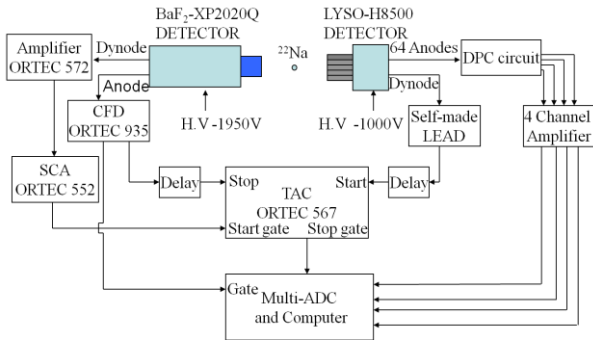 BaF₂-XP2020Q
DETECTOR
LYSO-H8500
DETECTOR
²²Na
Amplifier
ORTEC 572
Dynode
Anode
64 Anodes
Dynode
DPC circuit
CFD
ORTEC 935
H.V -1950V
H.V -1000V
Self-made
LEAD
4 Channel
Amplifier
SCA
ORTEC 552
Delay
Stop
Start
TAC
ORTEC 567
Start gate
Stop gate
Delay
Gate
Multi-ADC
and Computer